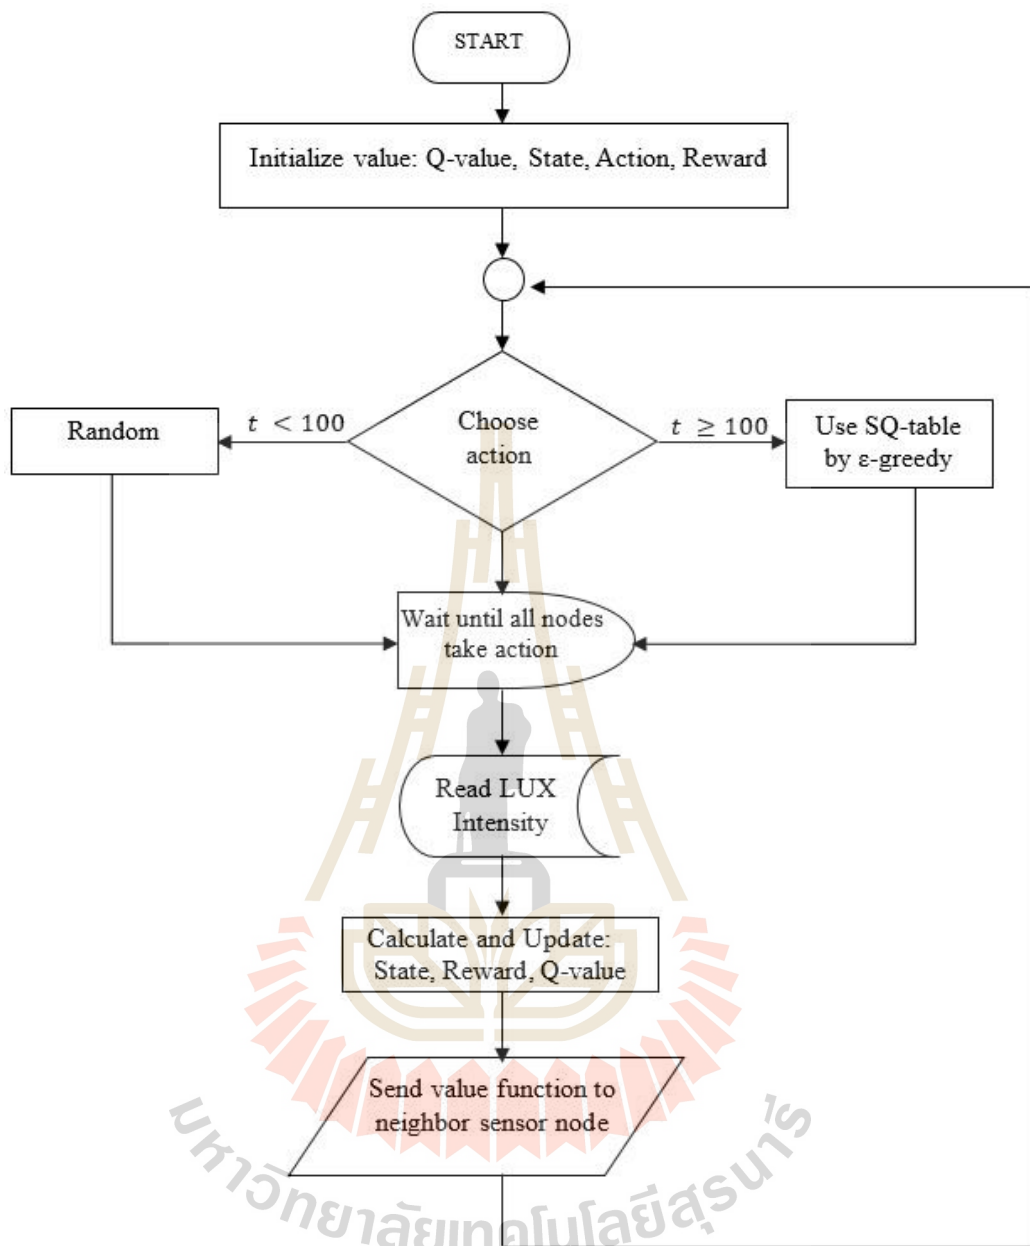 START
Initialize value: Q-value, State, Action, Reward
Choose
action
t < 100
t ≥ 100
Random
Use SQ-table
by ε-greedy
Wait until all nodes
take action
Read LUX
Intensity
Calculate and Update:
State, Reward, Q-value
Send value function to
neighbor sensor node
มหาวิทยาลัยเทคโนโลยีสุรนารี